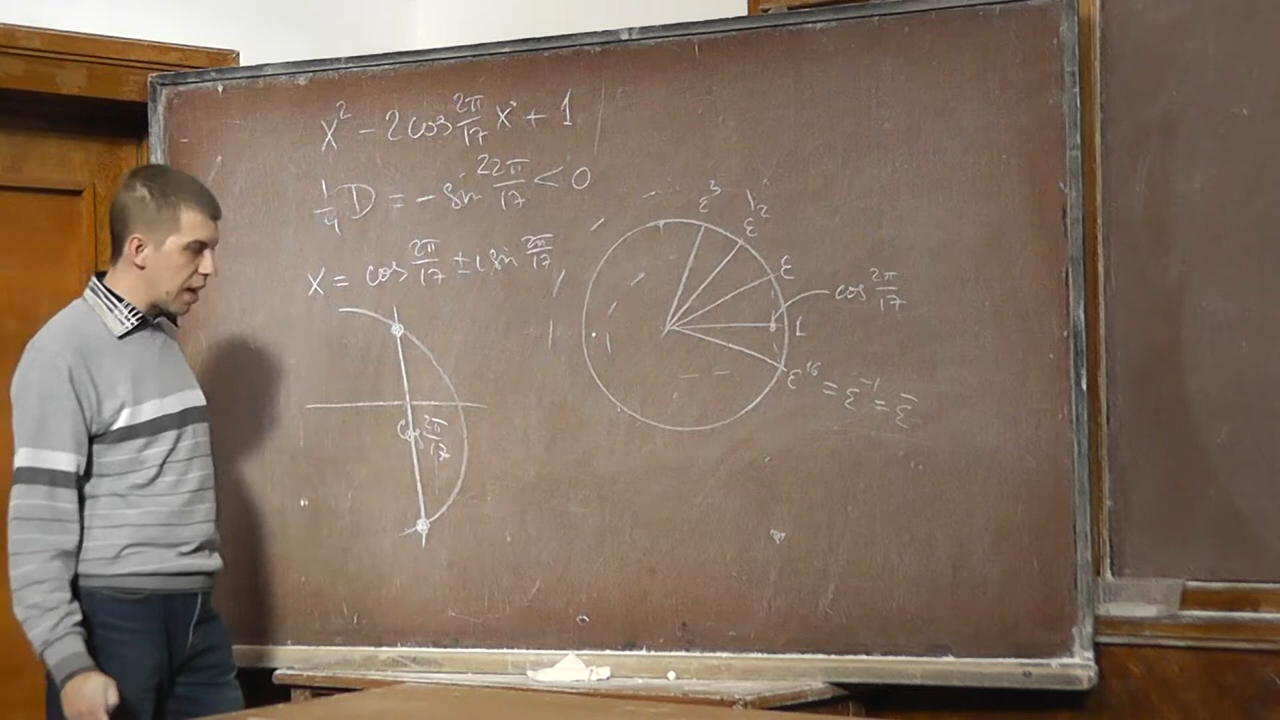 x² − 2cos 2π/17 x + 1
1/4 D = − sin² 2π/17 < 0
x = cos 2π/17 ± i sin 2π/17
cos 2π/17
ε³
ε²
ε
cos 2π/17
1
ε¹⁶ = ε⁻¹ = ε̄